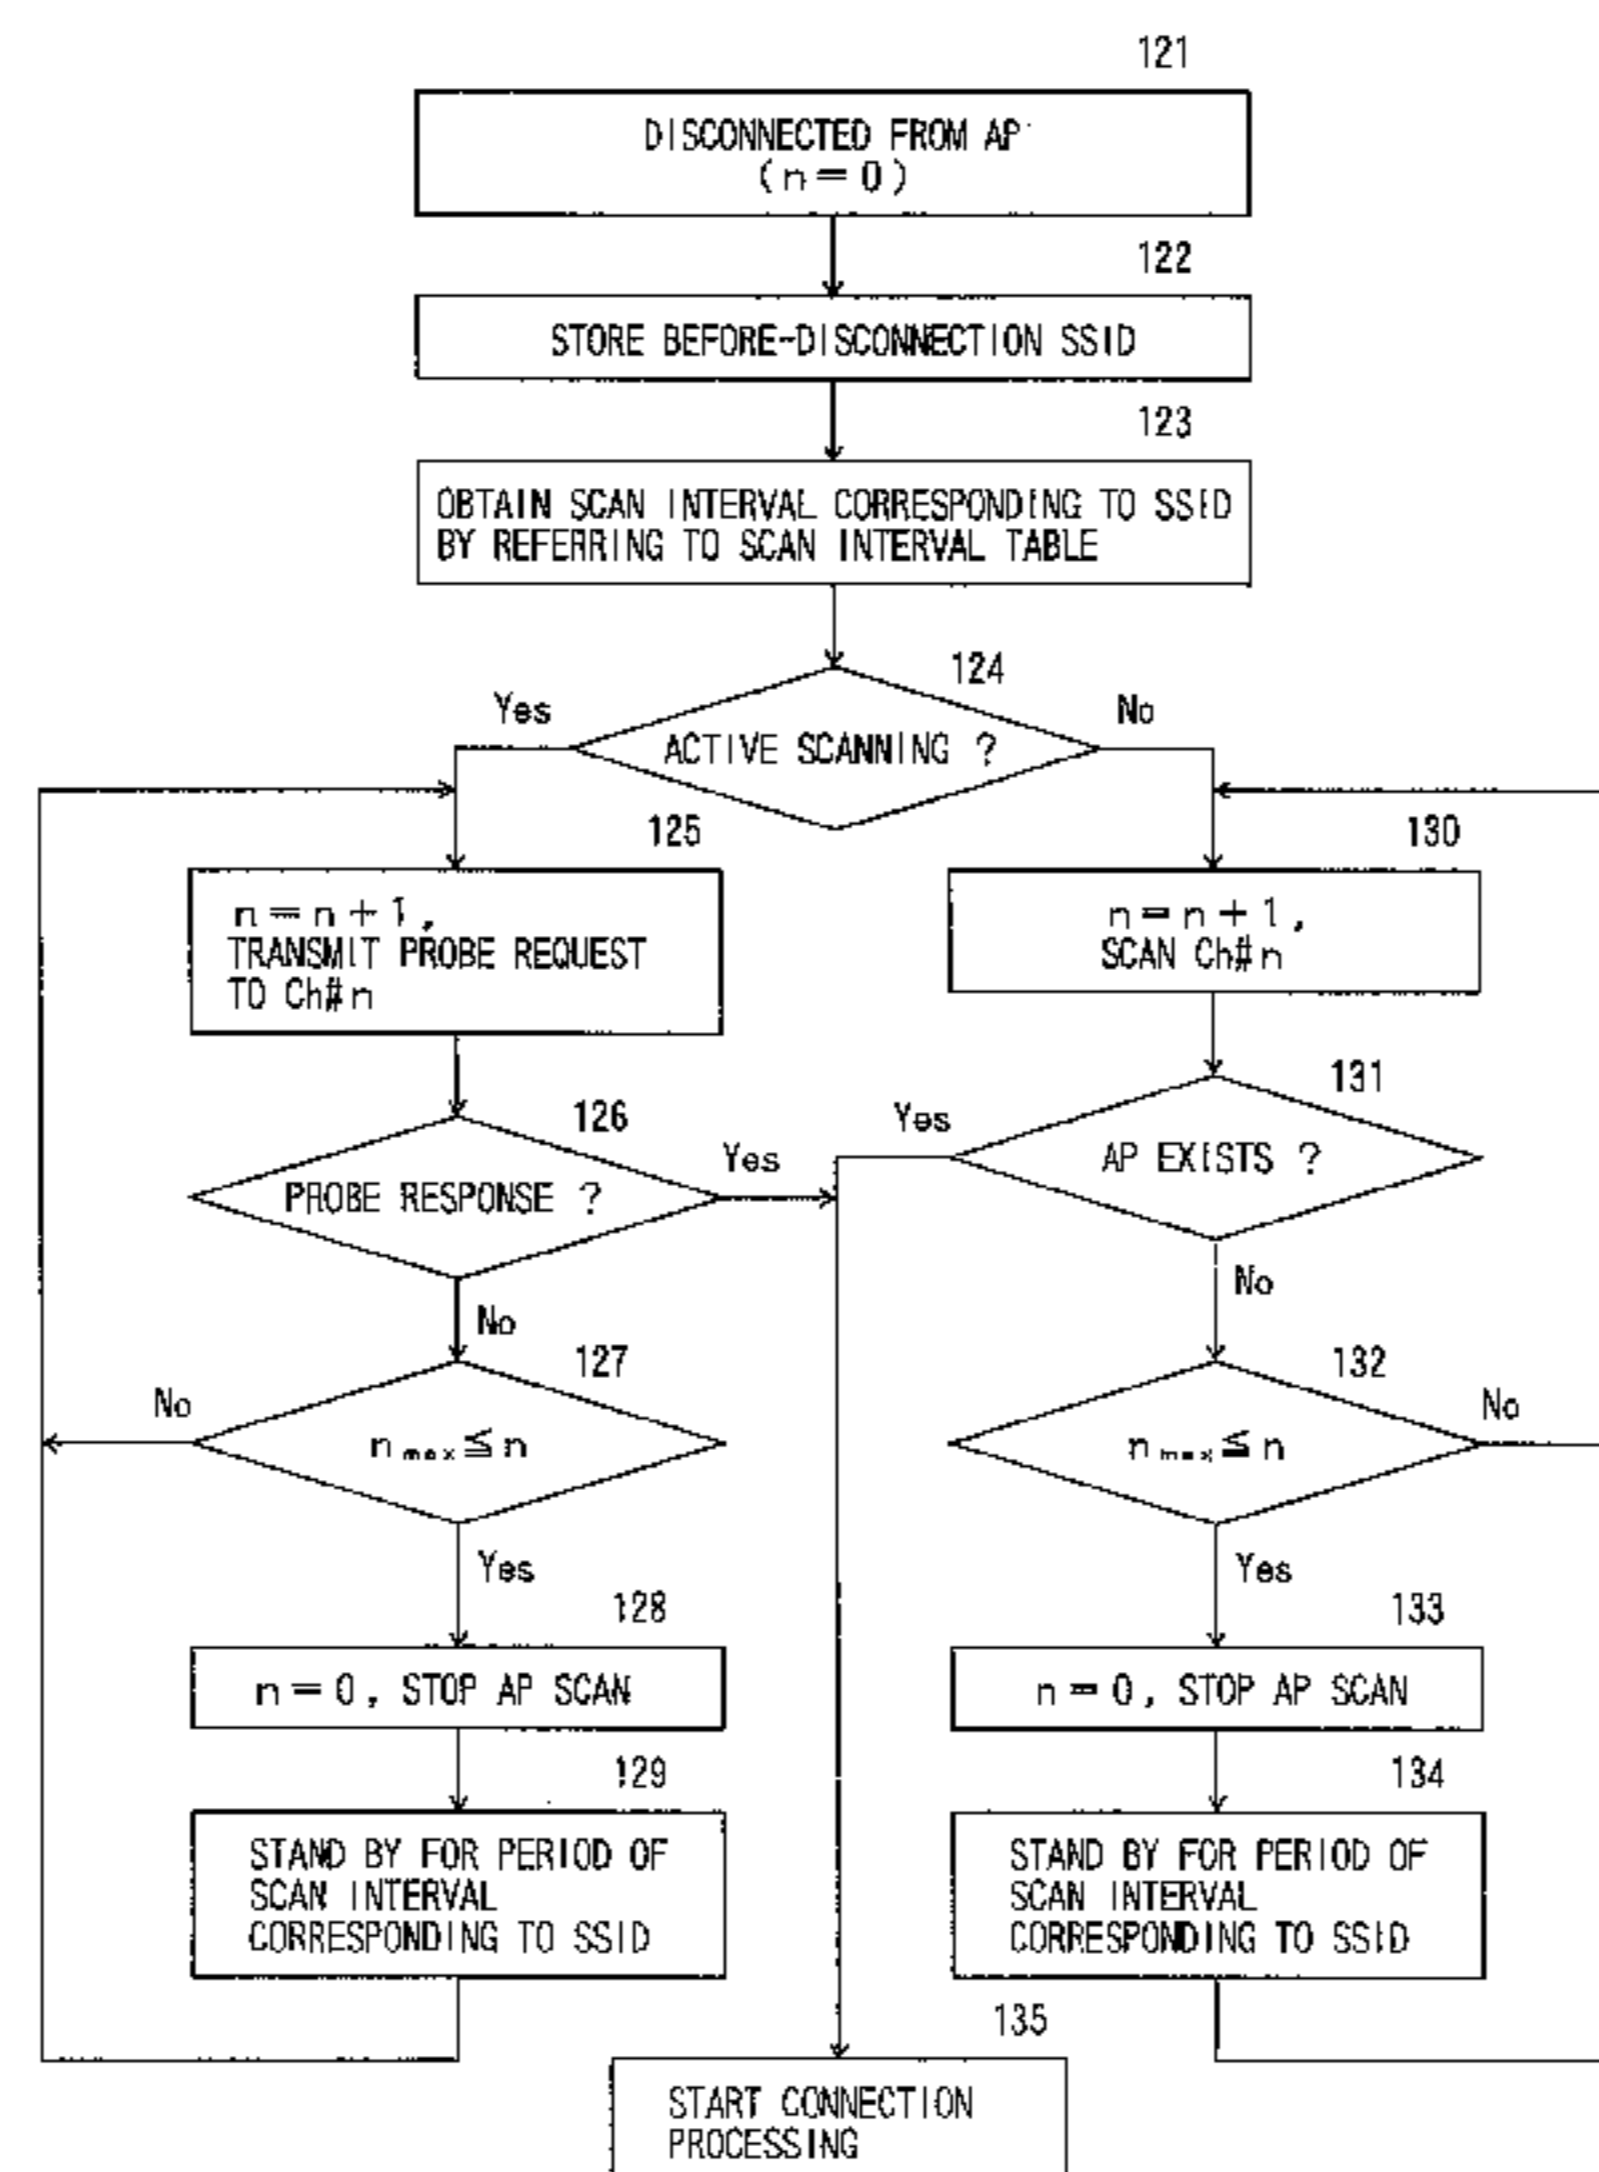 121
DISCONNECTED FROM AP
(n=0)
122
STORE BEFORE-DISCONNECTION SSID
123
OBTAIN SCAN INTERVAL CORRESPONDING TO SSID
BY REFERRING TO SCAN INTERVAL TABLE
124
Yes
No
ACTIVE SCANNING ?
125
n=n+1,
TRANSMIT PROBE REQUEST
TO Ch#n
130
n=n+1,
SCAN Ch#n
126
PROBE RESPONSE ?
Yes
No
131
Yes
AP EXISTS ?
No
127
No
nmax≦n
Yes
132
No
nmax≦n
Yes
128
n=0, STOP AP SCAN
133
n=0, STOP AP SCAN
129
STAND BY FOR PERIOD OF
SCAN INTERVAL
CORRESPONDING TO SSID
134
STAND BY FOR PERIOD OF
SCAN INTERVAL
CORRESPONDING TO SSID
135
START CONNECTION
PROCESSING